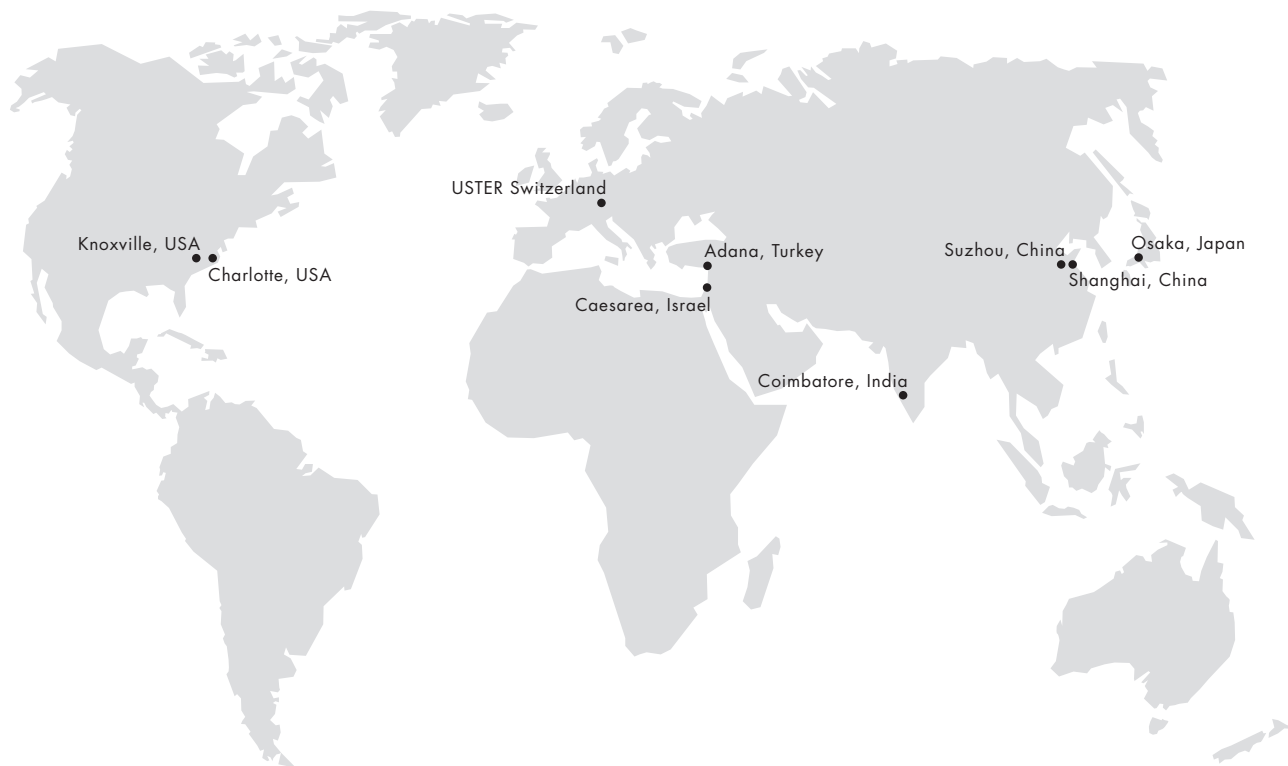 USTER Switzerland
Knoxville, USA
Charlotte, USA
Adana, Turkey
Caesarea, Israel
Suzhou, China
Osaka, Japan
Shanghai, China
Coimbatore, India